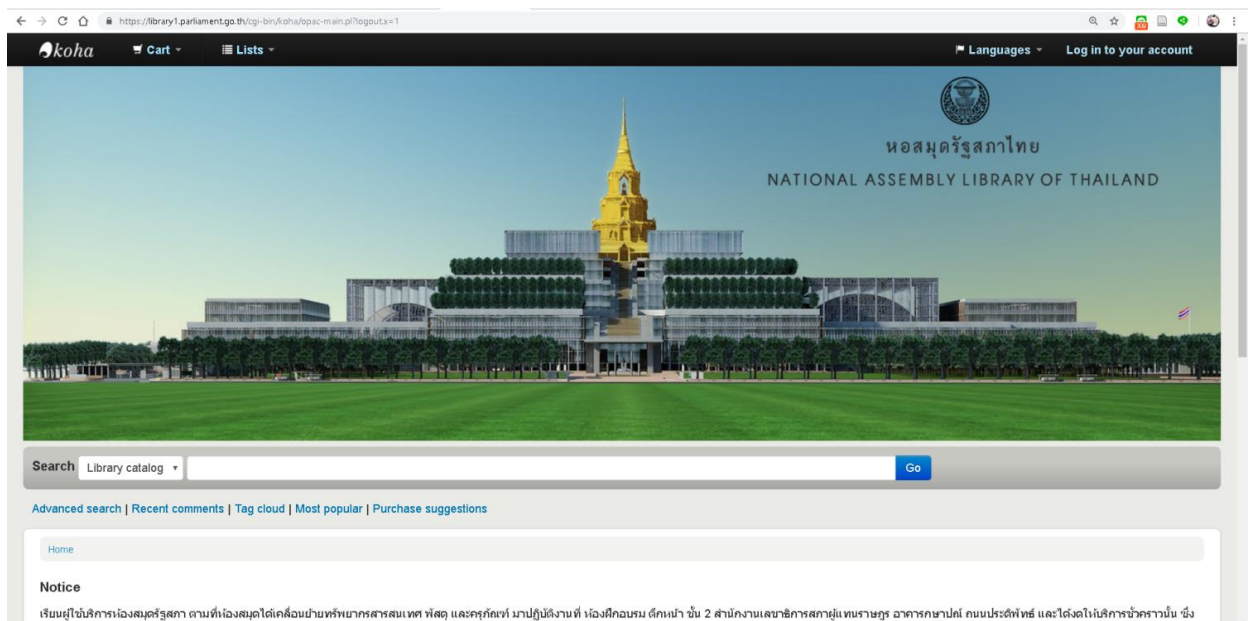 https://library1.parliament.go.th/cgi-bin/koha/opac-main.pl?logout.x=1
koha Cart Lists Languages Log in to your account
หอสมุดรัฐสภาไทย
NATIONAL ASSEMBLY LIBRARY OF THAILAND
Search Library catalog Go
Advanced search | Recent comments | Tag cloud | Most popular | Purchase suggestions
Home
Notice
เรียนผู้ใช้บริการห้องสมุดรัฐสภา ตามที่ห้องสมุดได้เคลื่อนย้ายทรัพยากรสารสนเทศ พัสดุ และครุภัณฑ์ มาปฏิบัติงานที่ ห้องฝึกอบรม ตึกหน้า ชั้น 2 สำนักงานเลขาธิการสภาผู้แทนราษฎร อาคารกษาปณ์ ถนนประดิพัทธ์ และได้งดให้บริการชั่วคราวนั้น ซึ่ง